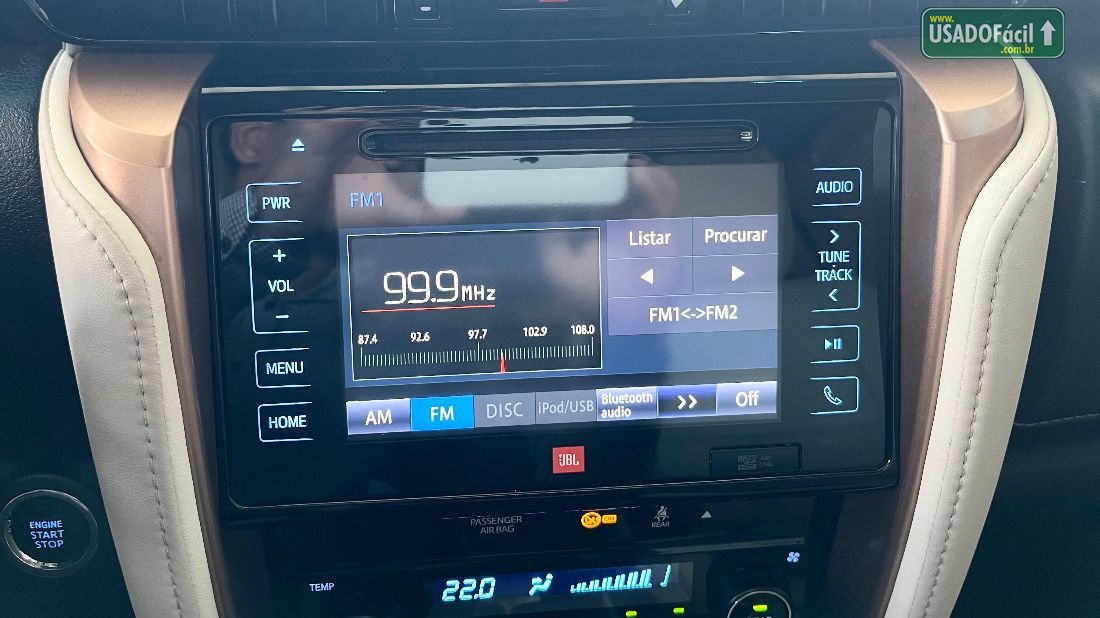 www.
USADOFácil
.com.br
PWR
+
VOL
−
MENU
HOME
FM1
99.9MHz
87.4 92.6 97.7 102.9 108.0
Listar Procurar
FM1<->FM2
AM FM DISC iPod/USB Bluetooth audio >> Off
AUDIO
>
TUNE
TRACK
<
JBL
ENGINE
START
STOP
PASSENGER
AIR BAG
ON
REAR
TEMP
22.0